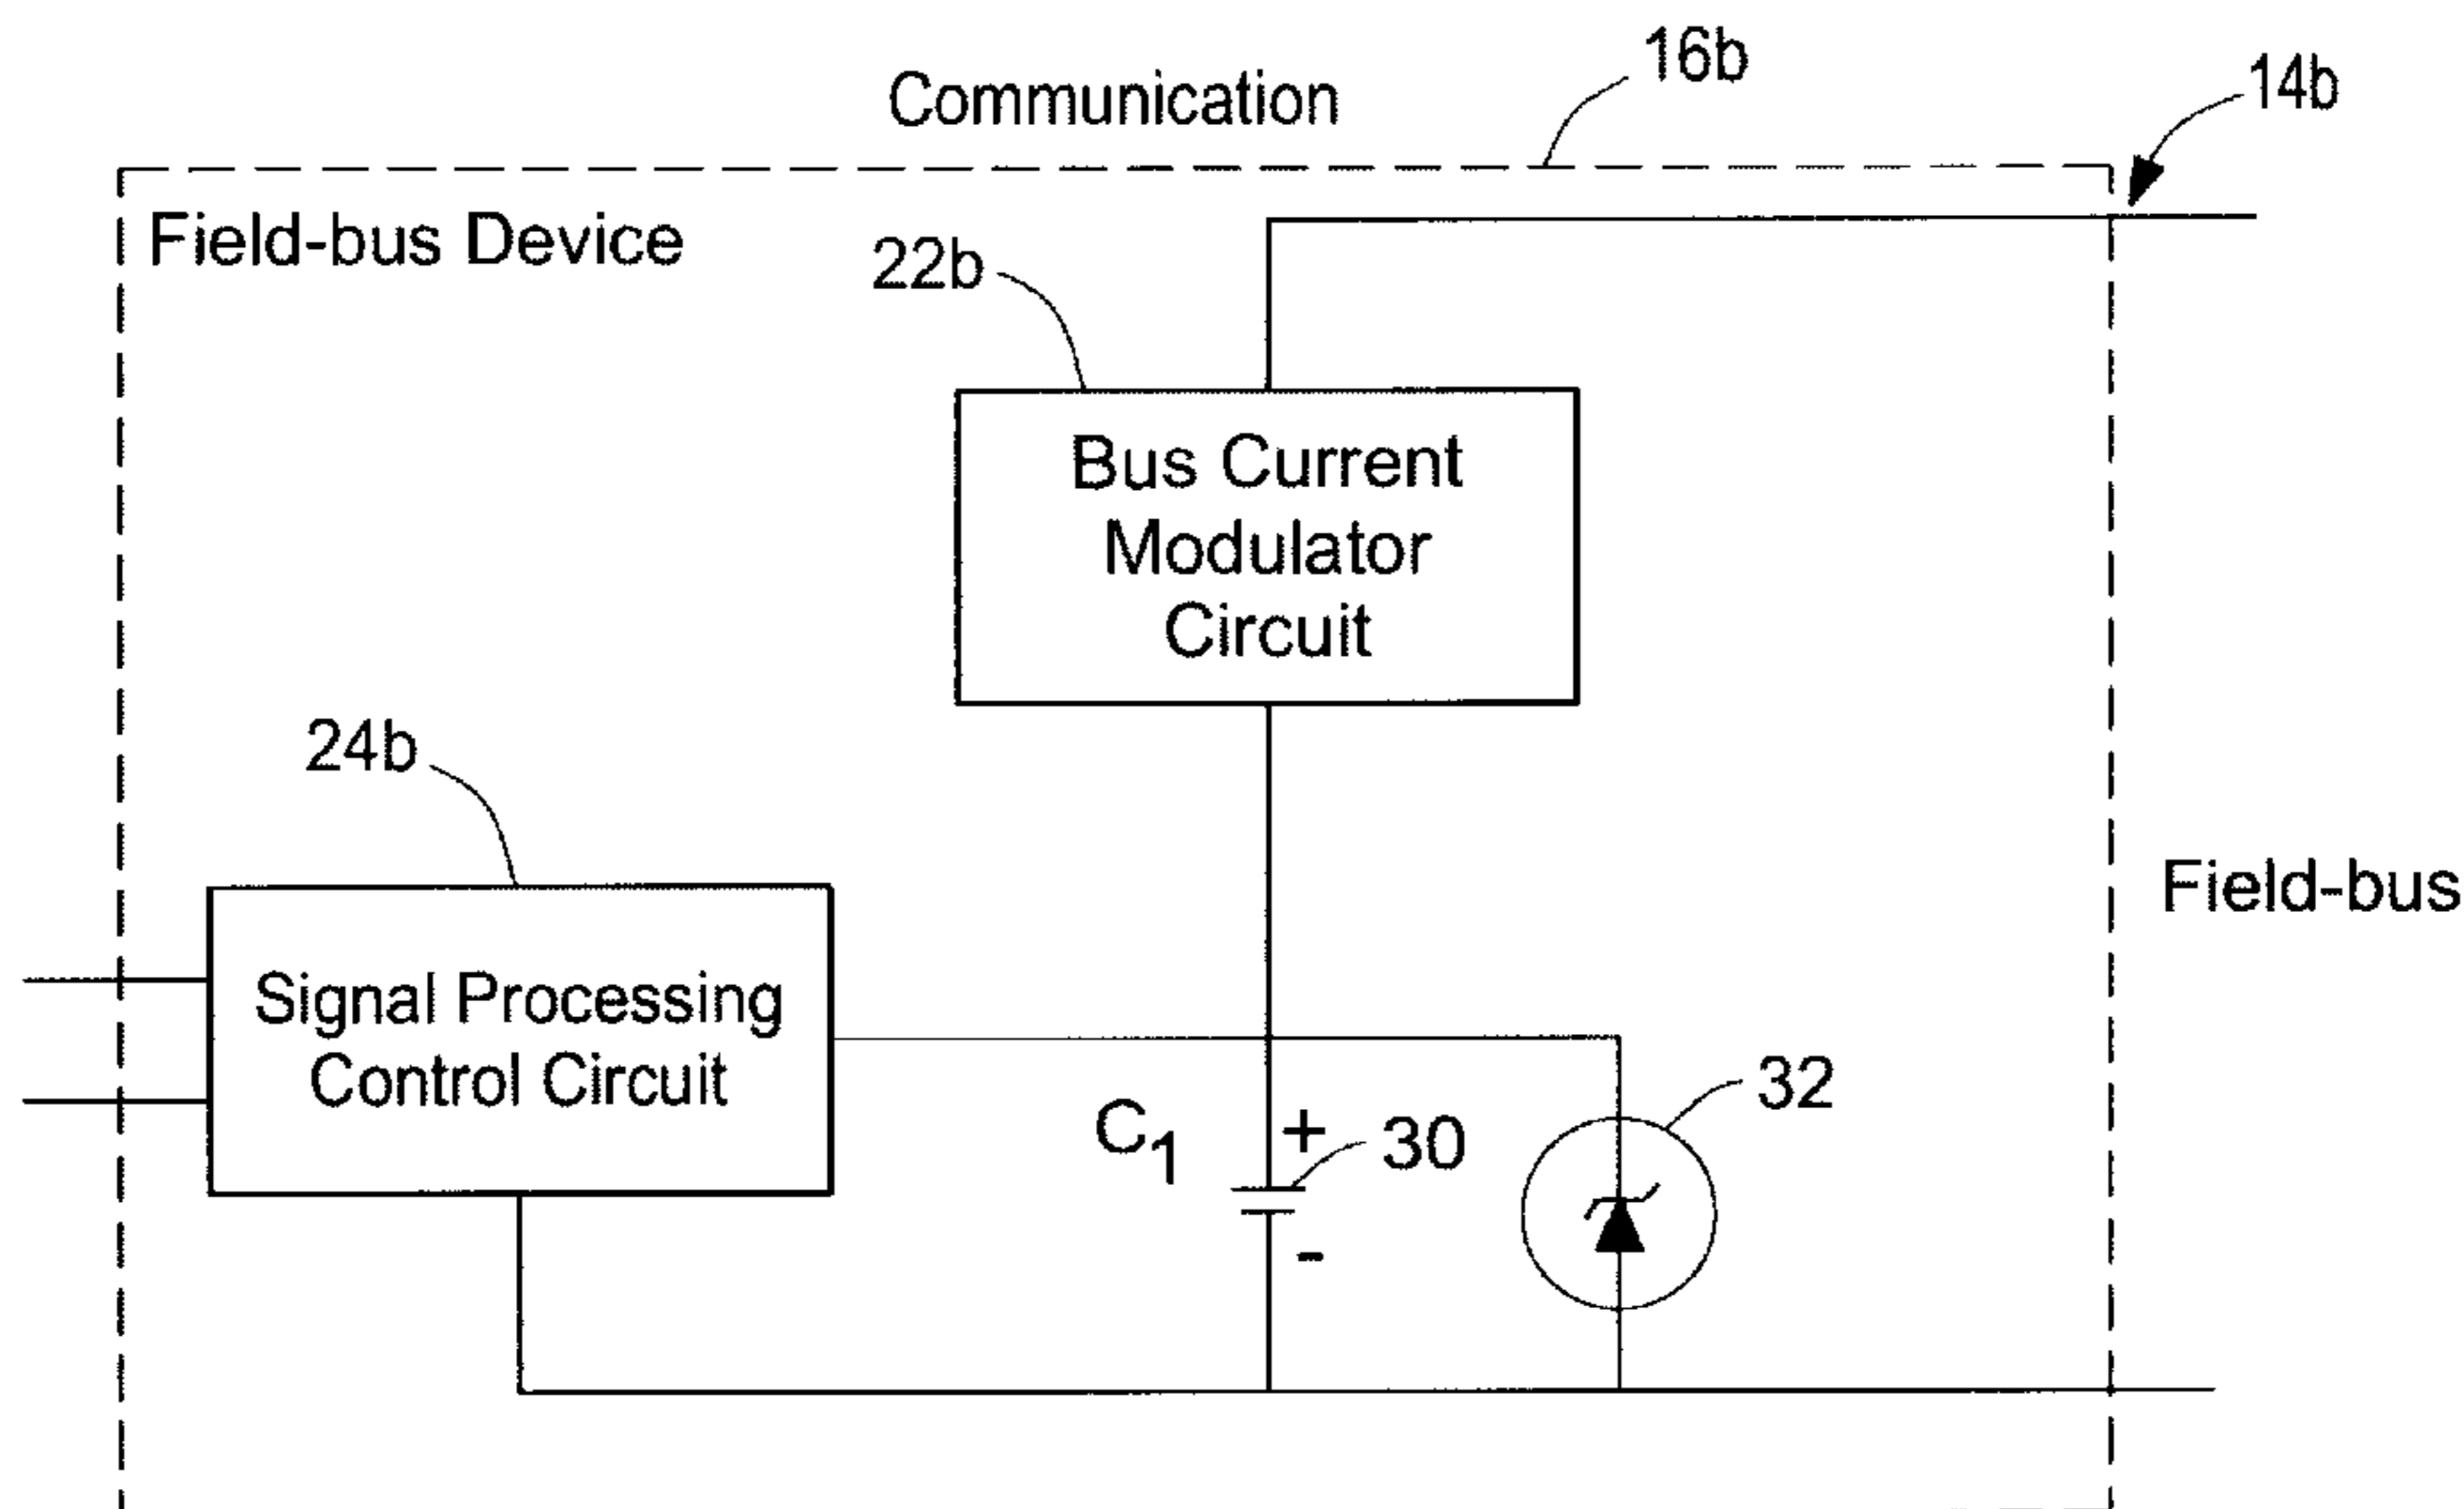 Communication
16b
14b
Field-bus Device
22b
Bus Current
Modulator
Circuit
24b
Field-bus
Signal Processing
Control Circuit
C1
+
30
32
-